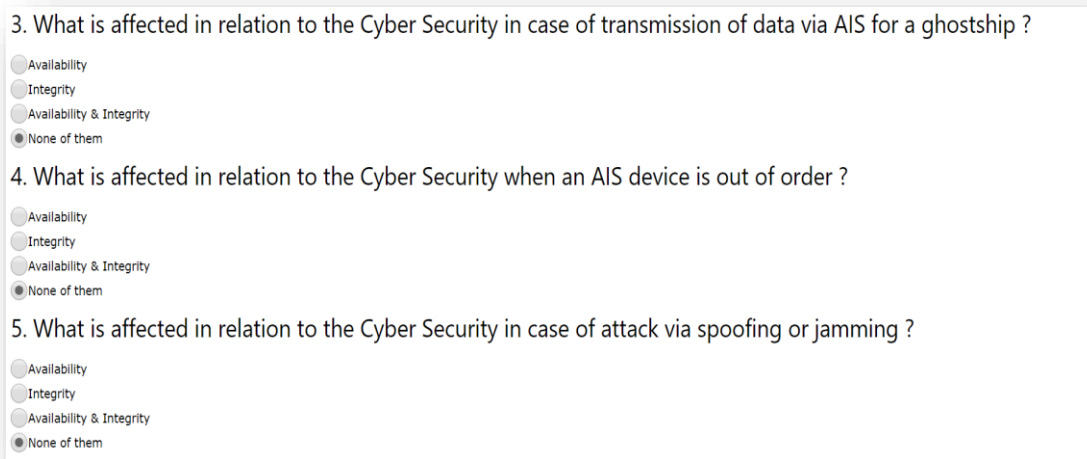 3. What is affected in relation to the Cyber Security in case of transmission of data via AIS for a ghostship ?
Availability
Integrity
Availability & Integrity
None of them
4. What is affected in relation to the Cyber Security when an AIS device is out of order ?
Availability
Integrity
Availability & Integrity
None of them
5. What is affected in relation to the Cyber Security in case of attack via spoofing or jamming ?
Availability
Integrity
Availability & Integrity
None of them